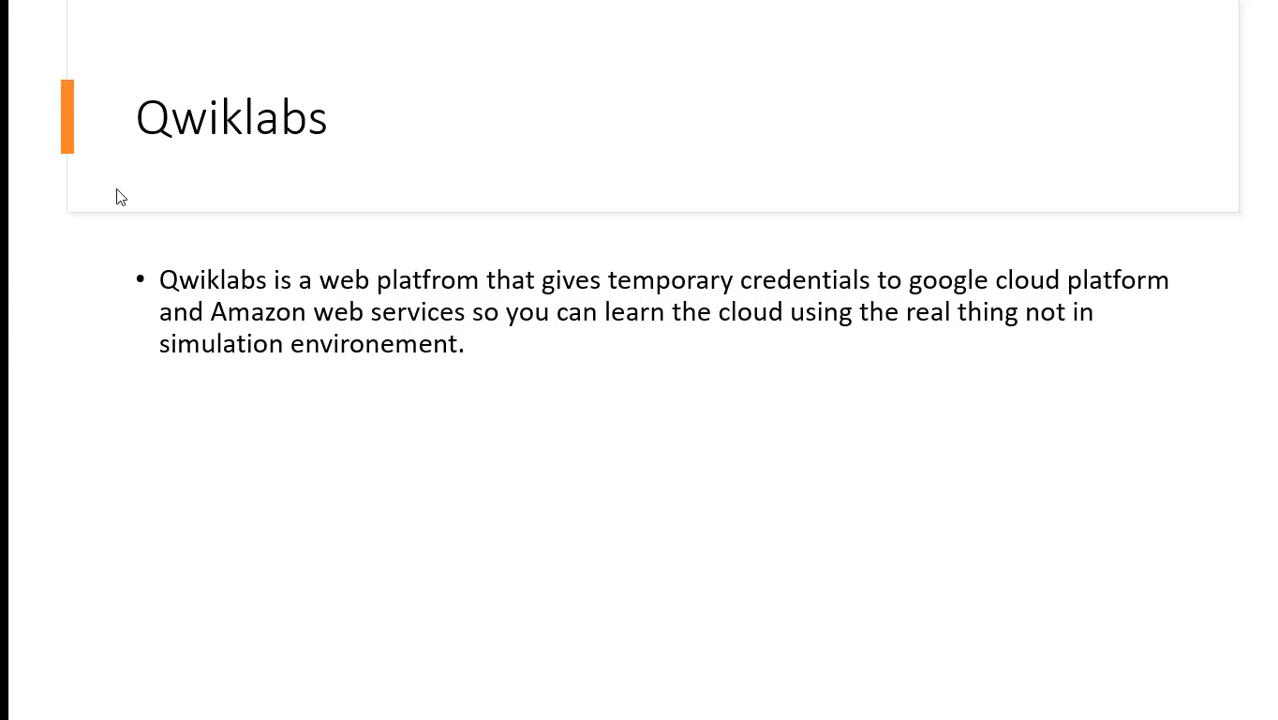 Qwiklabs
• Qwiklabs is a web platfrom that gives temporary credentials to google cloud platform
and Amazon web services so you can learn the cloud using the real thing not in
simulation environement.